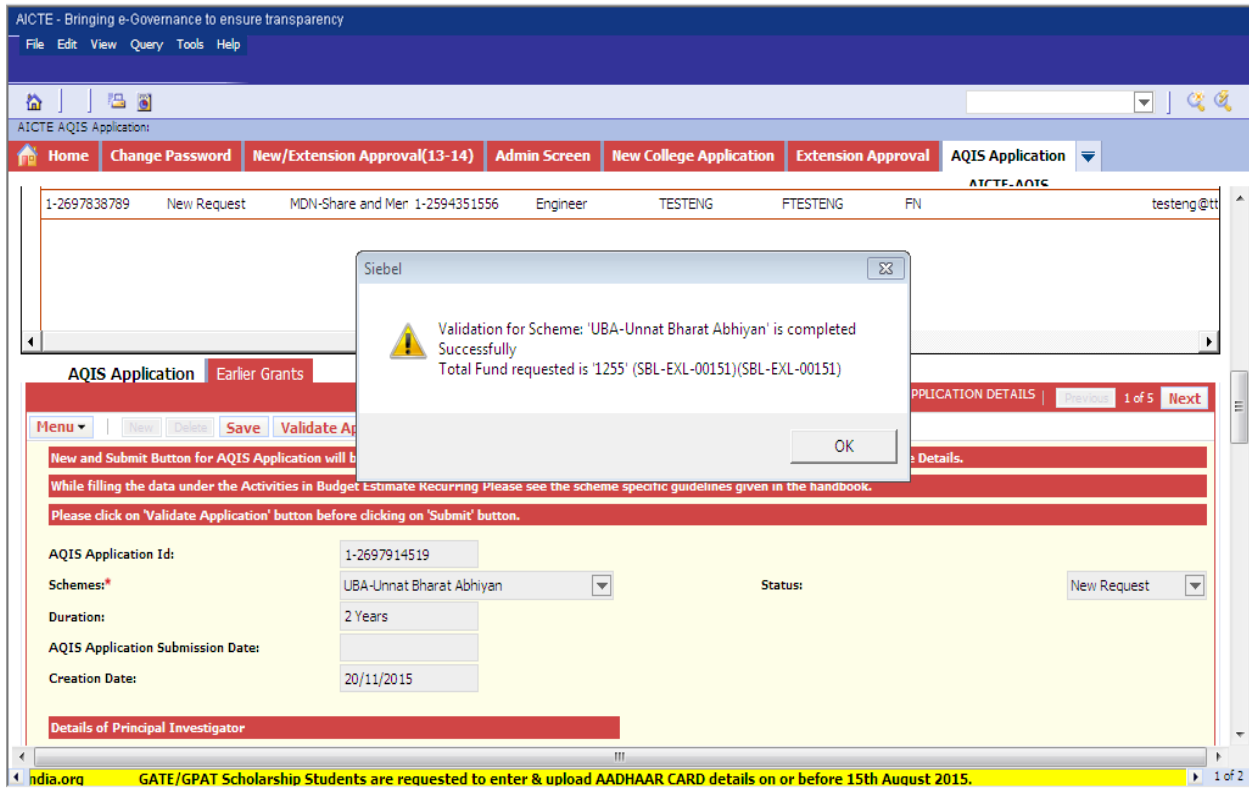 AICTE - Bringing e-Governance to ensure transparency
File Edit View Query Tools Help
AICTE AQIS Application:
Home Change Password New/Extension Approval(13-14) Admin Screen New College Application Extension Approval AQIS Application
AICTE-AQIS
1-2697838789 New Request MDN-Share and Mer 1-2594351556 Engineer TESTENG FTESTENG FN testeng@tt
Siebel
Validation for Scheme: 'UBA-Unnat Bharat Abhiyan' is completed
Successfully
Total Fund requested is '1255' (SBL-EXL-00151)(SBL-EXL-00151)
OK
AQIS Application Earlier Grants
PPLICATION DETAILS | Previous 1 of 5 Next
Menu New Delete Save Validate Ap
New and Submit Button for AQIS Application will b e Details.
While filling the data under the Activities in Budget Estimate Recurring Please see the scheme specific guidelines given in the handbook.
Please click on 'Validate Application' button before clicking on 'Submit' button.
AQIS Application Id: 1-2697914519
Schemes:* UBA-Unnat Bharat Abhiyan Status: New Request
Duration: 2 Years
AQIS Application Submission Date:
Creation Date: 20/11/2015
Details of Principal Investigator
ndia.org GATE/GPAT Scholarship Students are requested to enter & upload AADHAAR CARD details on or before 15th August 2015. 1 of 2